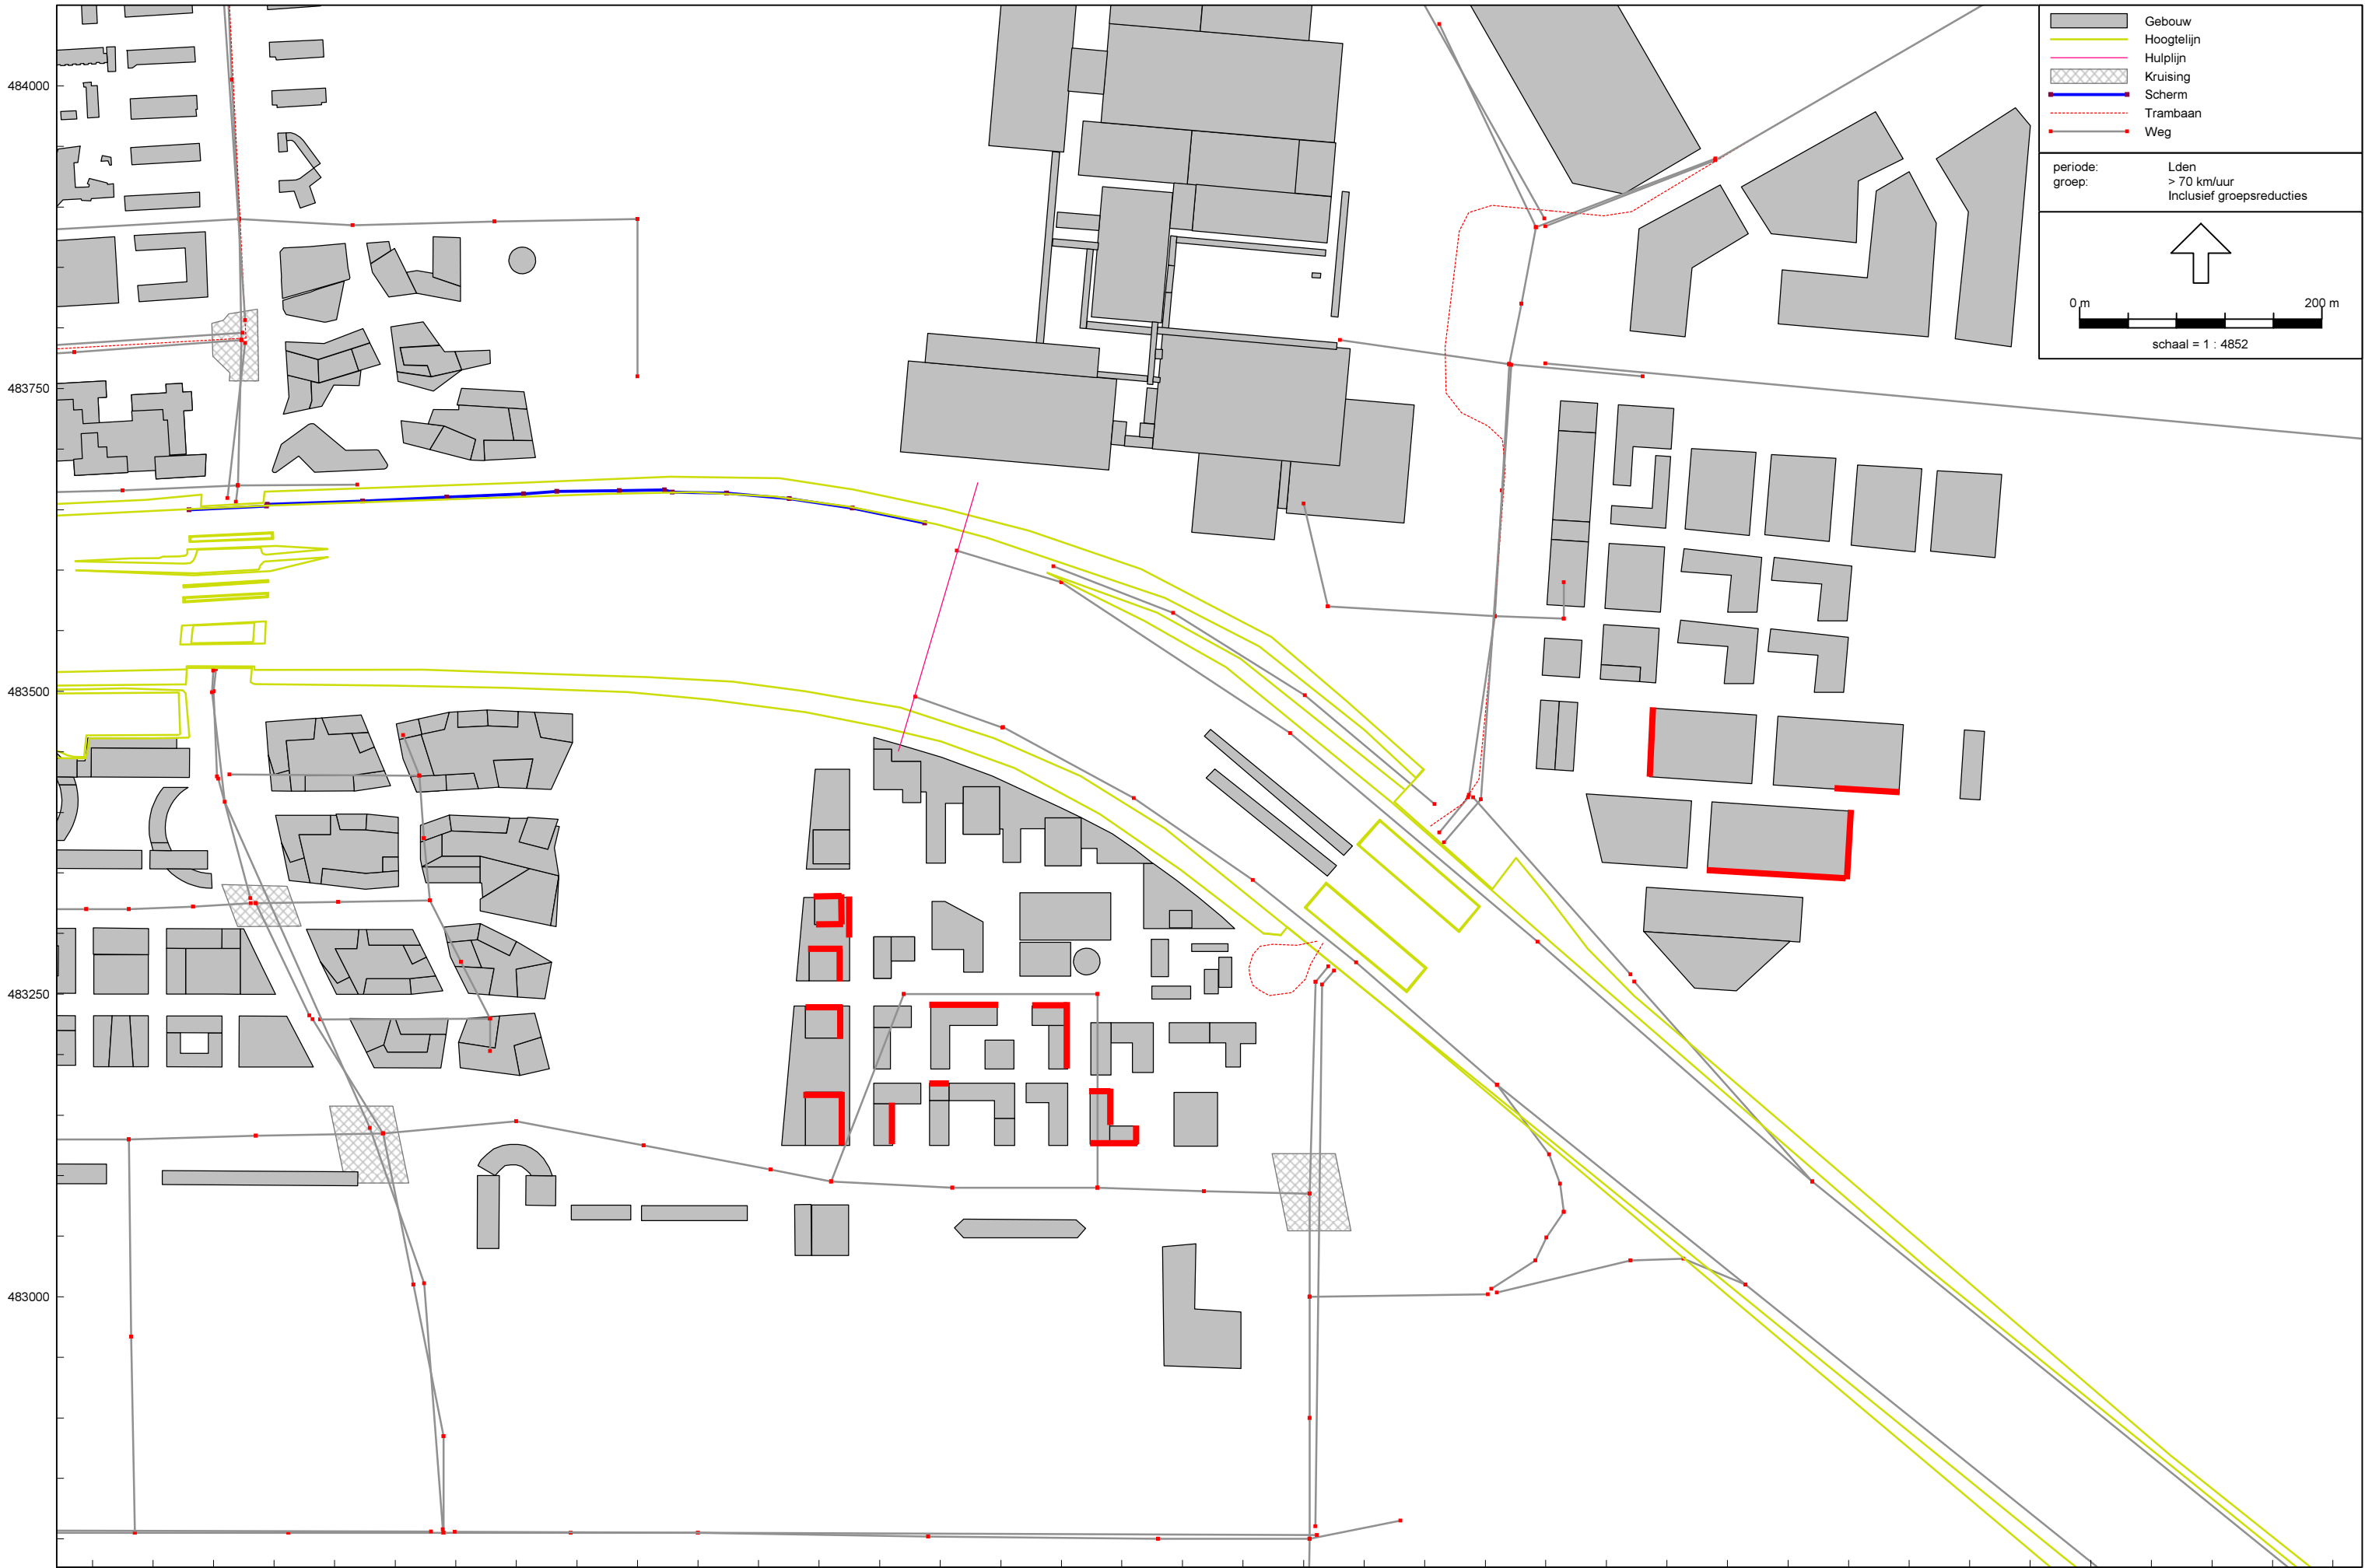 Gebouw
Hoogtelijn
Hulplijn
Kruising
Scherm
Trambaan
Weg
periode: Lden
groep: > 70 km/uur
Inclusief groepsreducties
0 m 200 m
schaal = 1 : 4852
484000
483750
483500
483250
483000